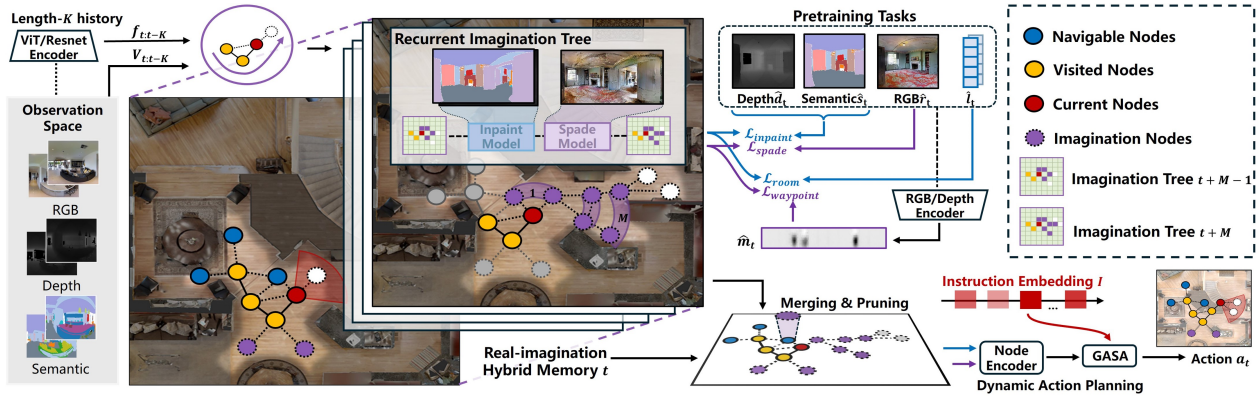 Length-K history
ViT/Resnet
Encoder
f_{t:t−K}
V_{t:t−K}
Observation
Space
RGB
Depth
Semantic
Recurrent Imagination Tree
Inpaint
Model
Spade
Model
1
M
Real-imagination
Hybrid Memory t
Pretraining Tasks
Depth d̂_t
Semantic ŝ_t
RGB r̂_t
l̂_t
ℒ_inpaint
ℒ_spade
ℒ_room
ℒ_waypoint
RGB/Depth
Encoder
m̂_t
Merging & Pruning
Navigable Nodes
Visited Nodes
Current Nodes
Imagination Nodes
Imagination Tree t + M − 1
Imagination Tree t + M
Instruction Embedding I
...
Node
Encoder
GASA
Action a_t
Dynamic Action Planning